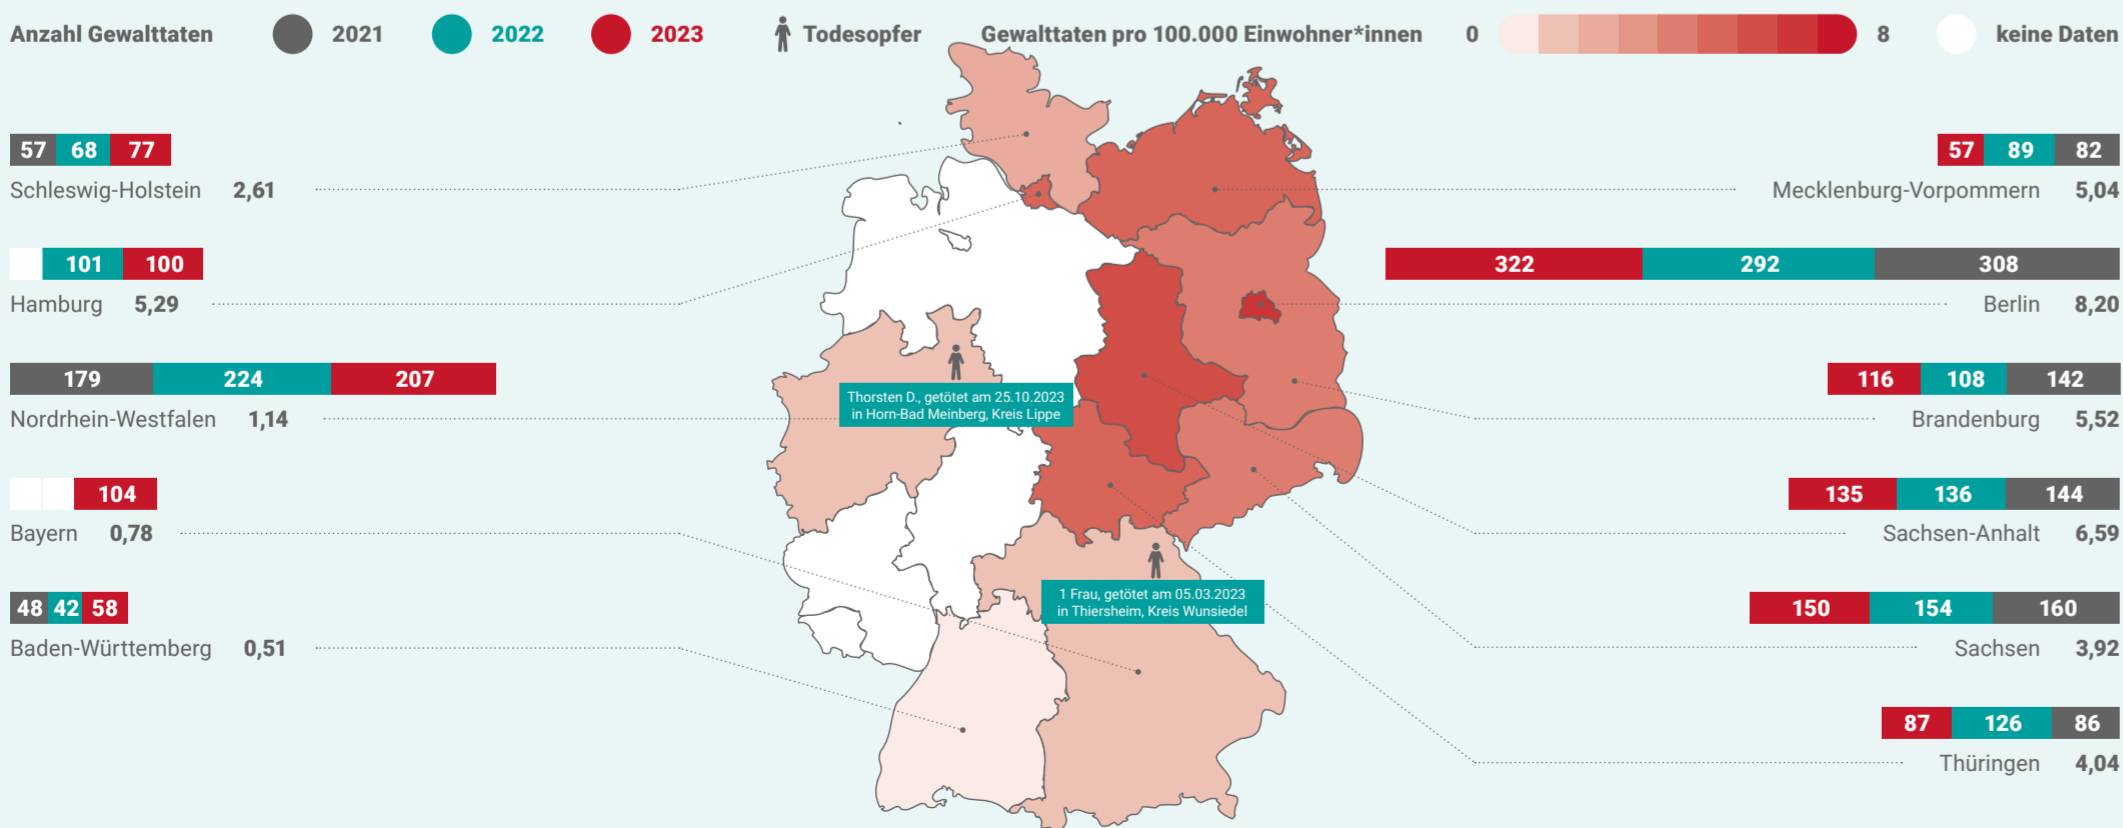 Anzahl Gewalttaten 2021 2022 2023 Todesopfer Gewalttaten pro 100.000 Einwohner*innen 0 8 keine Daten
57 68 77
Schleswig-Holstein 2,61
101 100
Hamburg 5,29
179 224 207
Nordrhein-Westfalen 1,14
104
Bayern 0,78
48 42 58
Baden-Württemberg 0,51
Thorsten D., getötet am 25.10.2023
in Horn-Bad Meinberg, Kreis Lippe
1 Frau, getötet am 05.03.2023
in Thiersheim, Kreis Wunsiedel
57 89 82
Mecklenburg-Vorpommern 5,04
322 292 308
Berlin 8,20
116 108 142
Brandenburg 5,52
135 136 144
Sachsen-Anhalt 6,59
150 154 160
Sachsen 3,92
87 126 86
Thüringen 4,04